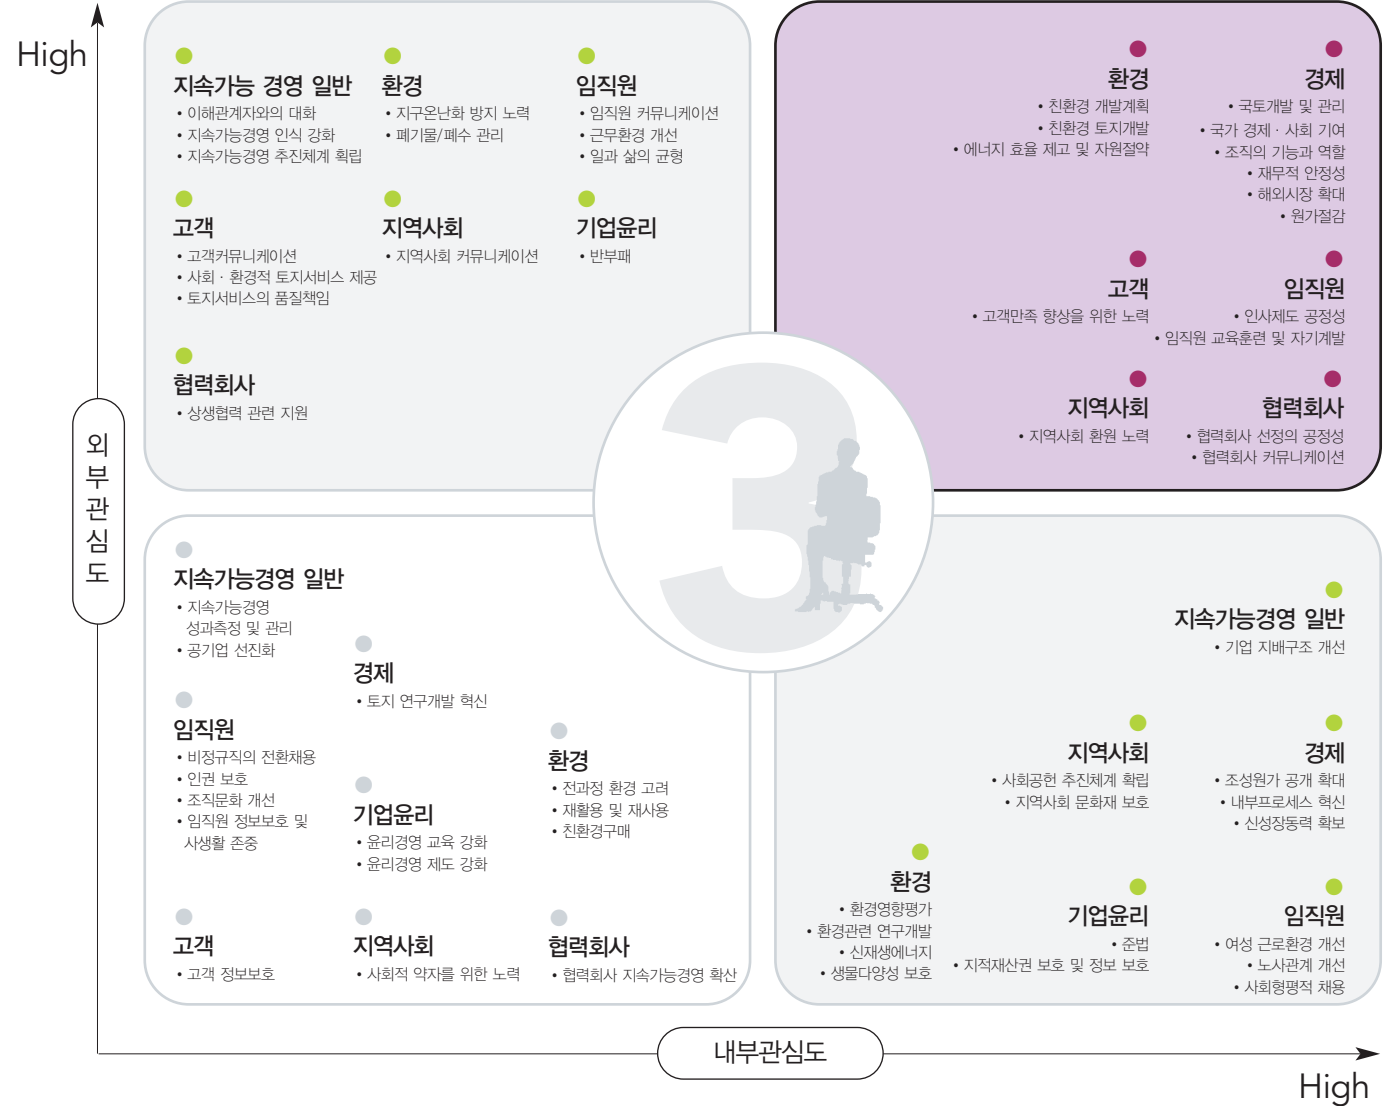 High
외부관심도
지속가능 경영 일반
• 이해관계자와의 대화
• 지속가능경영 인식 강화
• 지속가능경영 추진체계 획립
환경
• 지구온난화 방지 노력
• 폐기물/폐수 관리
임직원
• 임직원 커뮤니케이션
• 근무환경 개선
• 일과 삶의 균형
고객
• 고객커뮤니케이션
• 사회 · 환경적 토지서비스 제공
• 토지서비스의 품질책임
지역사회
• 지역사회 커뮤니케이션
기업윤리
• 반부패
협력회사
• 상생협력 관련 지원
환경
• 친환경 개발계획
• 친환경 토지개발
• 에너지 효율 제고 및 자원절약
경제
• 국토개발 및 관리
• 국가 경제 · 사회 기여
• 조직의 기능과 역할
• 재무적 안정성
• 해외시장 확대
• 원가절감
고객
• 고객만족 향상을 위한 노력
임직원
• 인사제도 공정성
• 임직원 교육훈련 및 자기계발
지역사회
• 지역사회 환원 노력
협력회사
• 협력회사 선정의 공정성
• 협력회사 커뮤니케이션
3
지속가능경영 일반
• 지속가능경영
성과측정 및 관리
• 공기업 선진화
경제
• 토지 연구개발 혁신
임직원
• 비정규직의 전환채용
• 인권 보호
• 조직문화 개선
• 임직원 정보보호 및
사생활 존중
기업윤리
• 윤리경영 교육 강화
• 윤리경영 제도 강화
환경
• 전과정 환경 고려
• 재활용 및 재사용
• 친환경구매
고객
• 고객 정보보호
지역사회
• 사회적 약자를 위한 노력
협력회사
• 협력회사 지속가능경영 확산
지속가능경영 일반
• 기업 지배구조 개선
지역사회
• 사회공헌 추진체계 확립
• 지역사회 문화재 보호
경제
• 조성원가 공개 확대
• 내부프로세스 혁신
• 신성장동력 확보
환경
• 환경영향평가
• 환경관련 연구개발
• 신재생에너지
• 생물다양성 보호
기업윤리
• 준법
• 지적재산권 보호 및 정보 보호
임직원
• 여성 근로환경 개선
• 노사관계 개선
• 사회형평적 채용
내부관심도
High